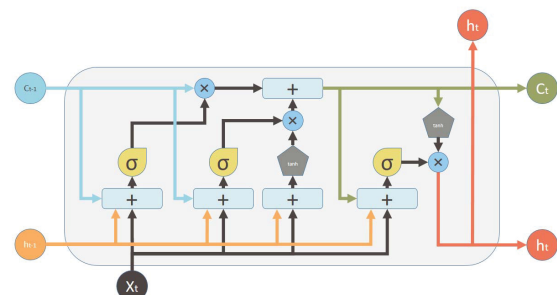 hₜ
Cₜ₋₁
×
+
Cₜ
tanh
×
σ
σ
tanh
σ
×
+
+
+
+
hₜ₋₁
hₜ
Xₜ